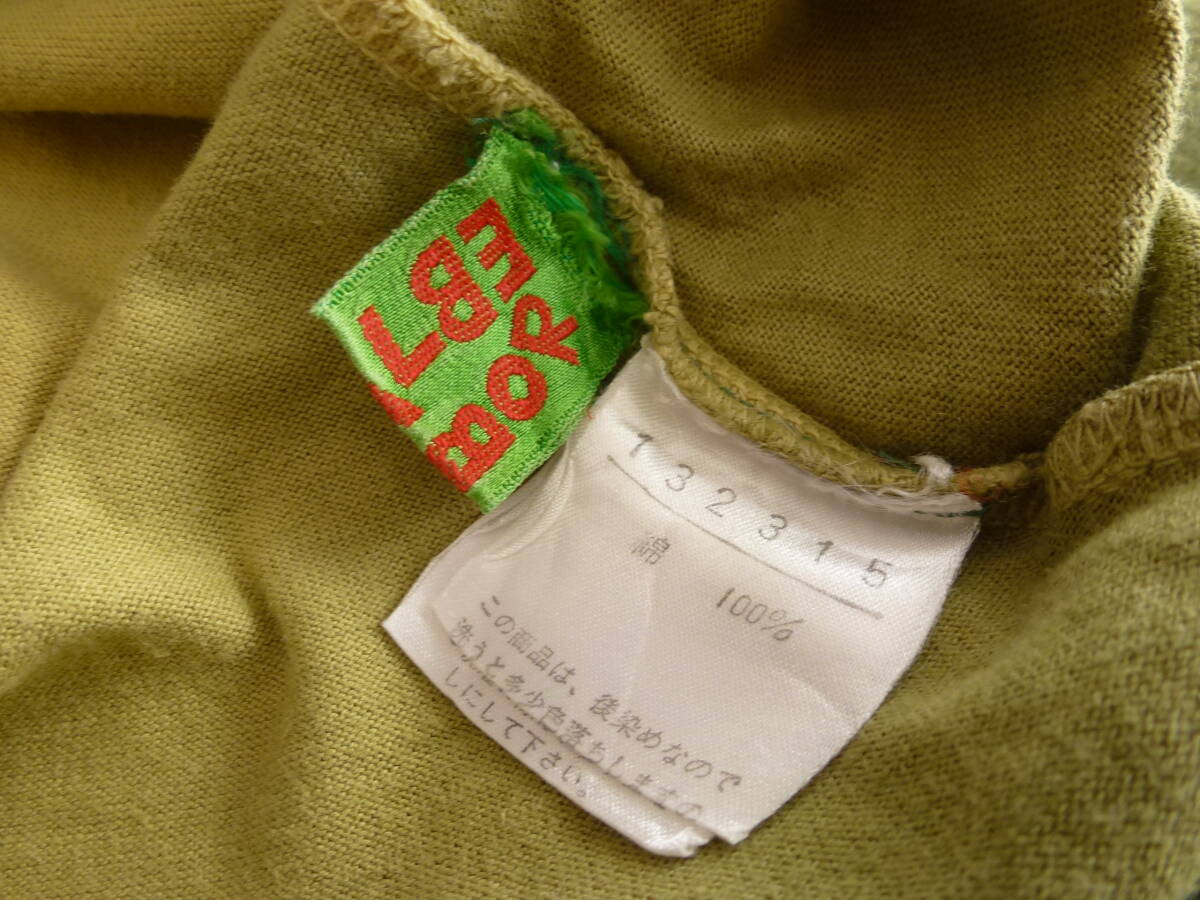 132315
綿 100%
この商品は、後染めなので
洗うと多少色落ちしますの
しにして下さい。